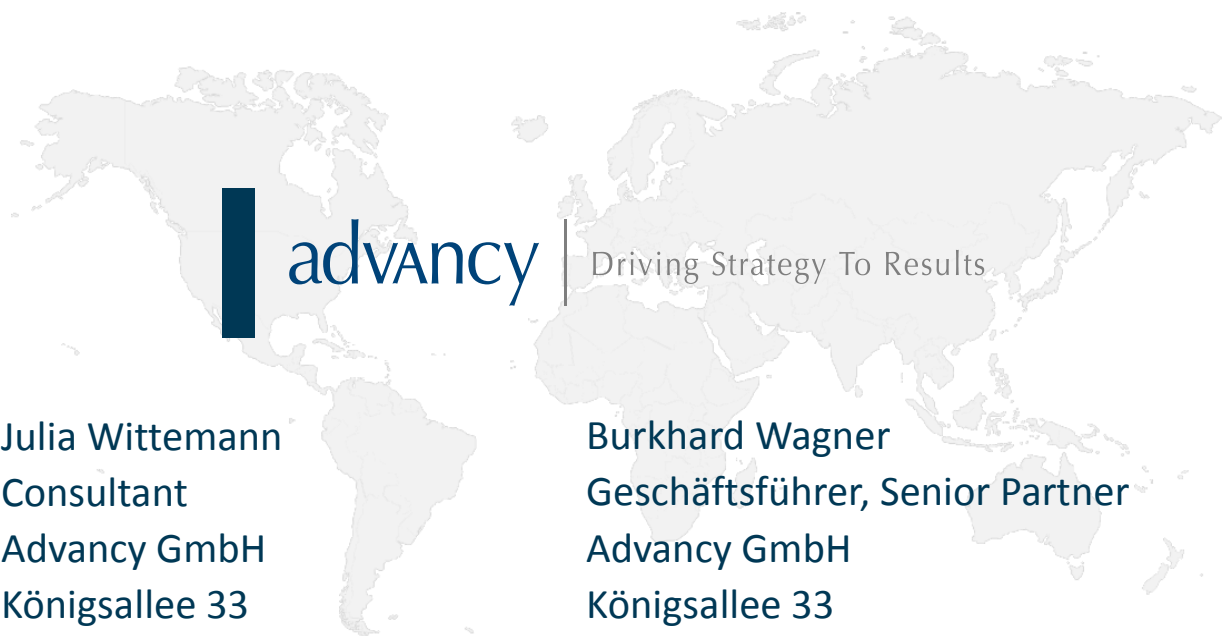 advancy
Driving Strategy To Results
Julia Wittemann
Consultant
Advancy GmbH
Königsallee 33
Burkhard Wagner
Geschäftsführer, Senior Partner
Advancy GmbH
Königsallee 33